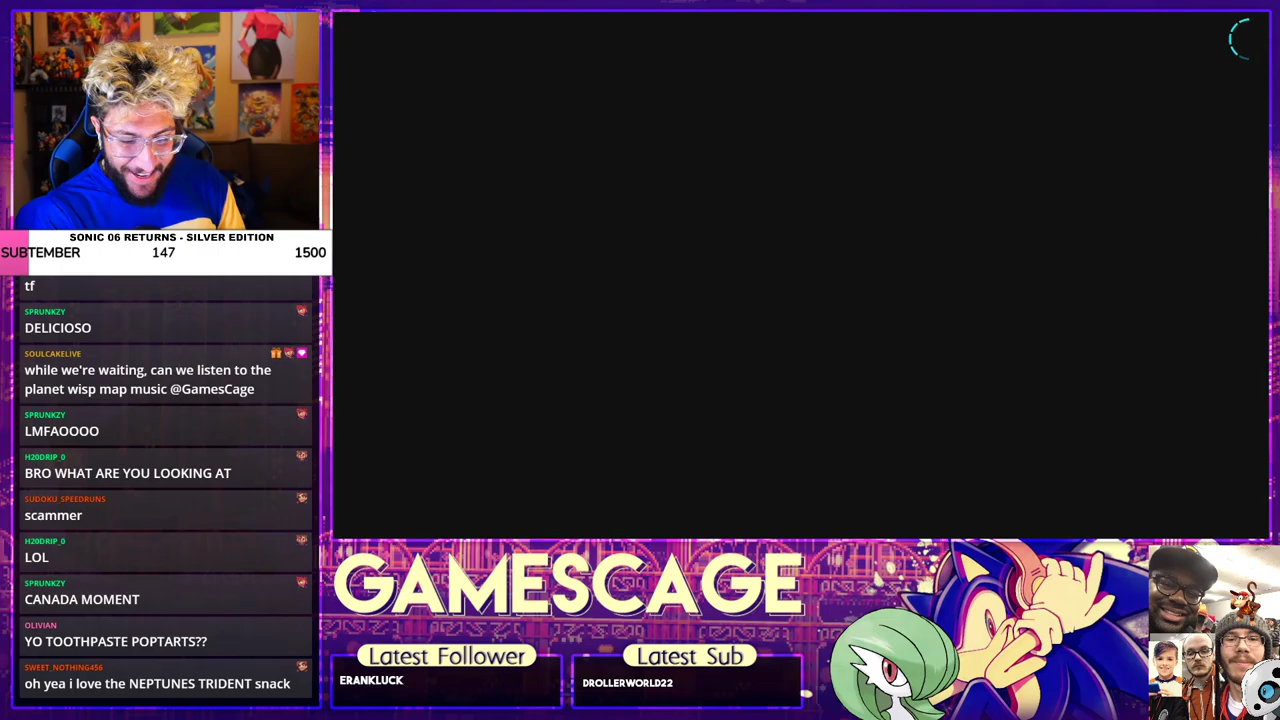 SONIC 06 RETURNS - SILVER EDITION
SUBTEMBER 147 1500
tf
SPRUNKZY
DELICIOSO
SOULCAKELIVE
while we're waiting, can we listen to the
planet wisp map music @GamesCage
SPRUNKZY
LMFAOOOO
H20DRIP_0
BRO WHAT ARE YOU LOOKING AT
SUDOKU_SPEEDRUNS
scammer
H20DRIP_0
LOL
SPRUNKZY
CANADA MOMENT
OLIVIAN
YO TOOTHPASTE POPTARTS??
SWEET_NOTHING456
oh yea i love the NEPTUNES TRIDENT snack
GAMESCAGE
Latest Follower
ERANKLUCK
Latest Sub
DROLLERWORLD22